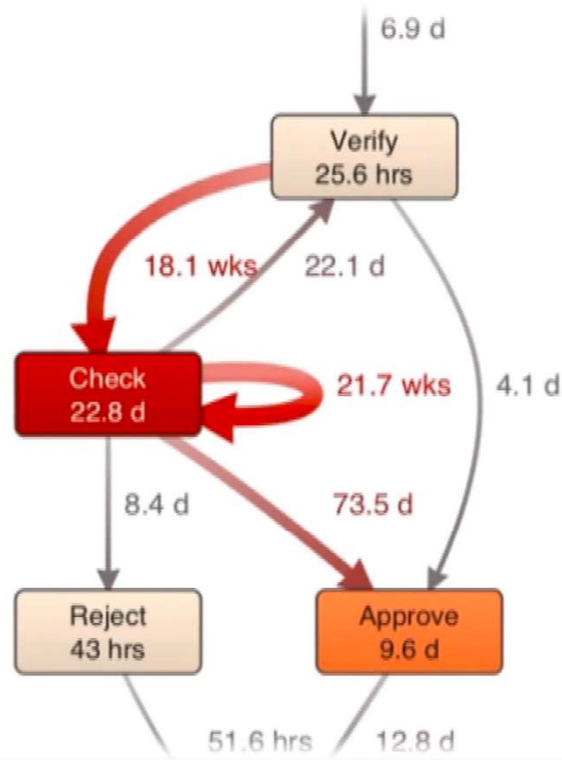 6.9 d
Verify
25.6 hrs
18.1 wks
22.1 d
Check
22.8 d
21.7 wks
4.1 d
8.4 d
73.5 d
Reject
43 hrs
Approve
9.6 d
51.6 hrs
12.8 d